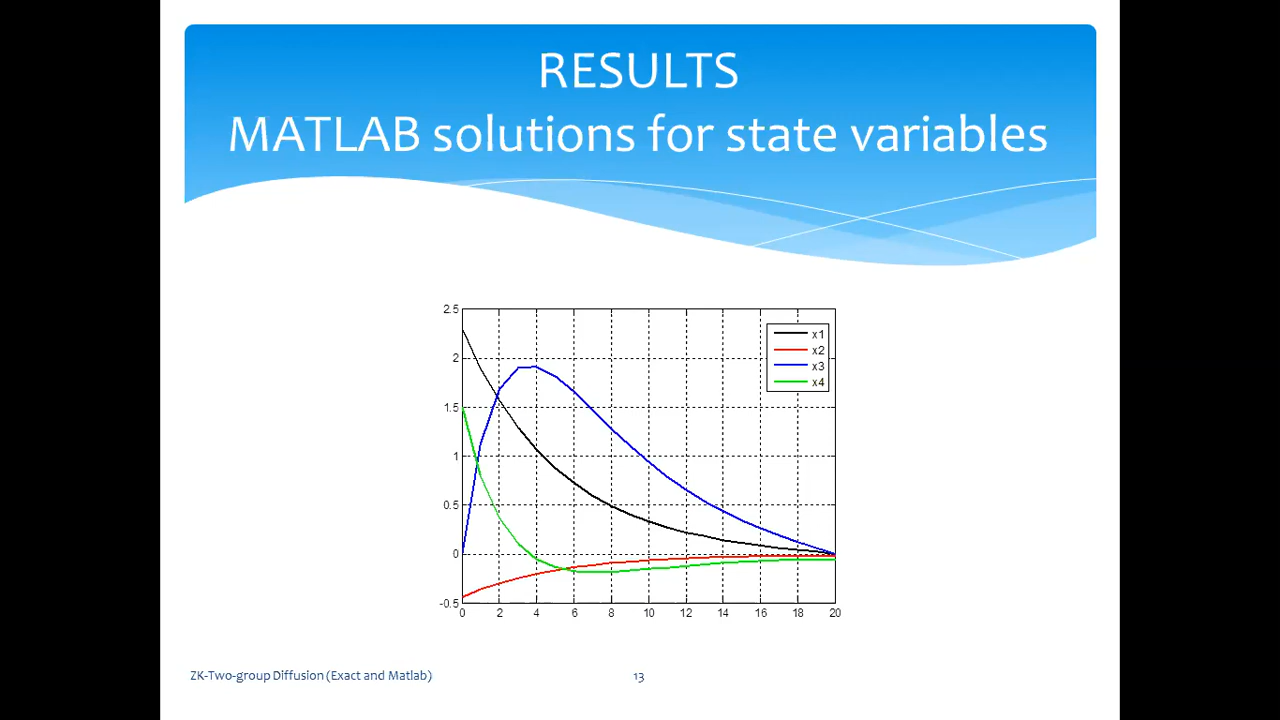 RESULTS
MATLAB solutions for state variables
2.5
2
1.5
1
0.5
0
-0.5
0 2 4 6 8 10 12 14 16 18 20
x1
x2
x3
x4
ZK-Two-group Diffusion (Exact and Matlab)
13